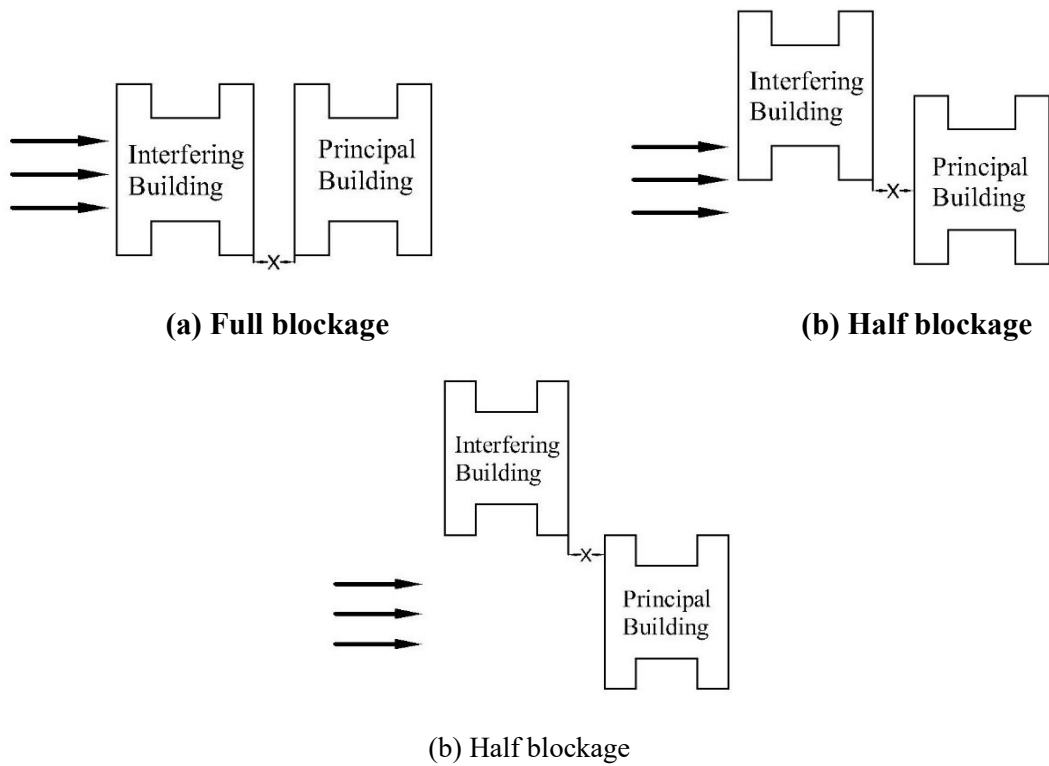 Interfering
Building
Principal
Building
X
(a) Full blockage
Interfering
Building
Principal
Building
X
(b) Half blockage
Interfering
Building
X
Principal
Building
(b) Half blockage